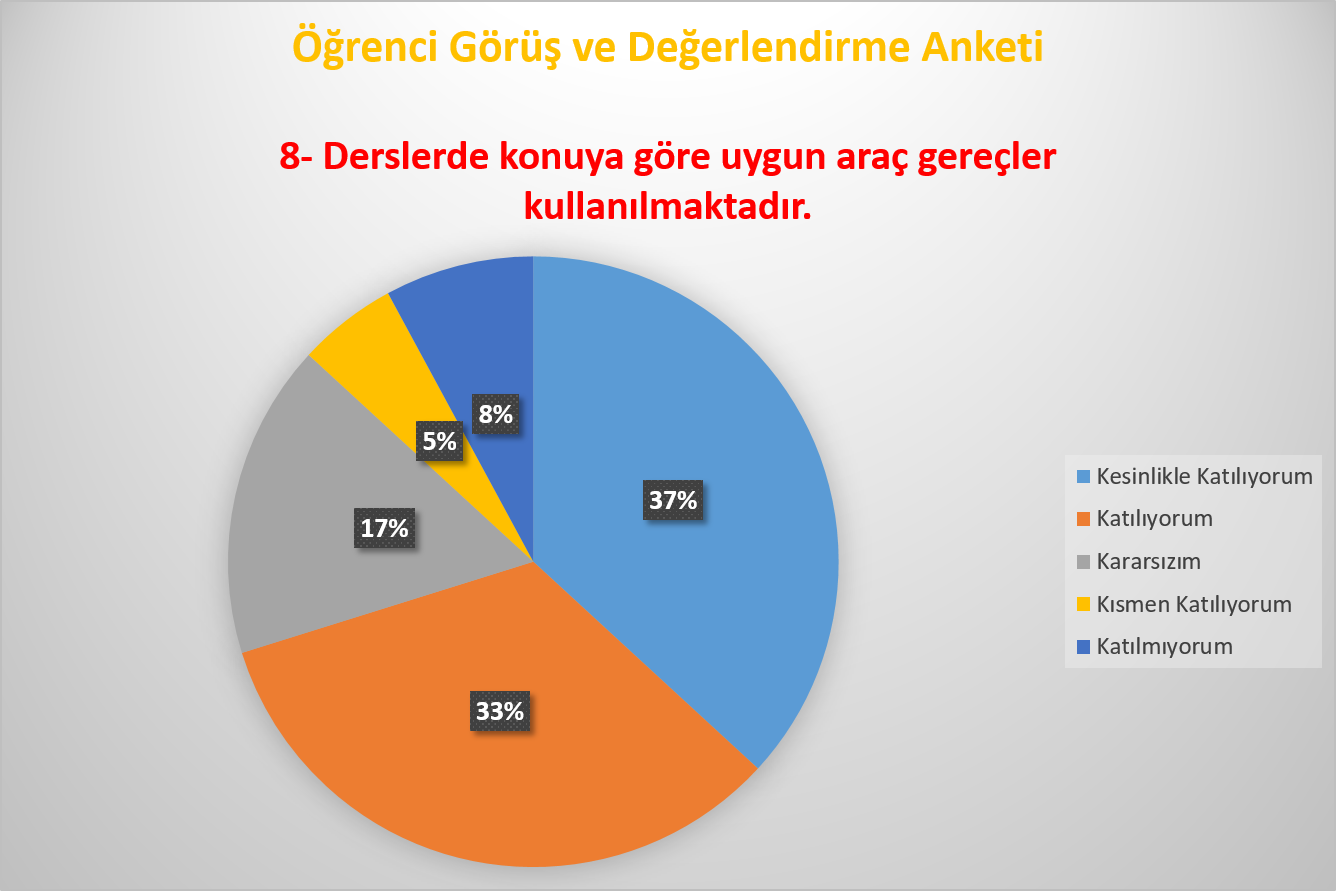 Öğrenci Görüş ve Değerlendirme Anketi
8- Derslerde konuya göre uygun araç gereçler
kullanılmaktadır.
8%
5%
37%
17%
33%
Kesinlikle Katılıyorum
Katılıyorum
Kararsızım
Kısmen Katılıyorum
Katılmıyorum